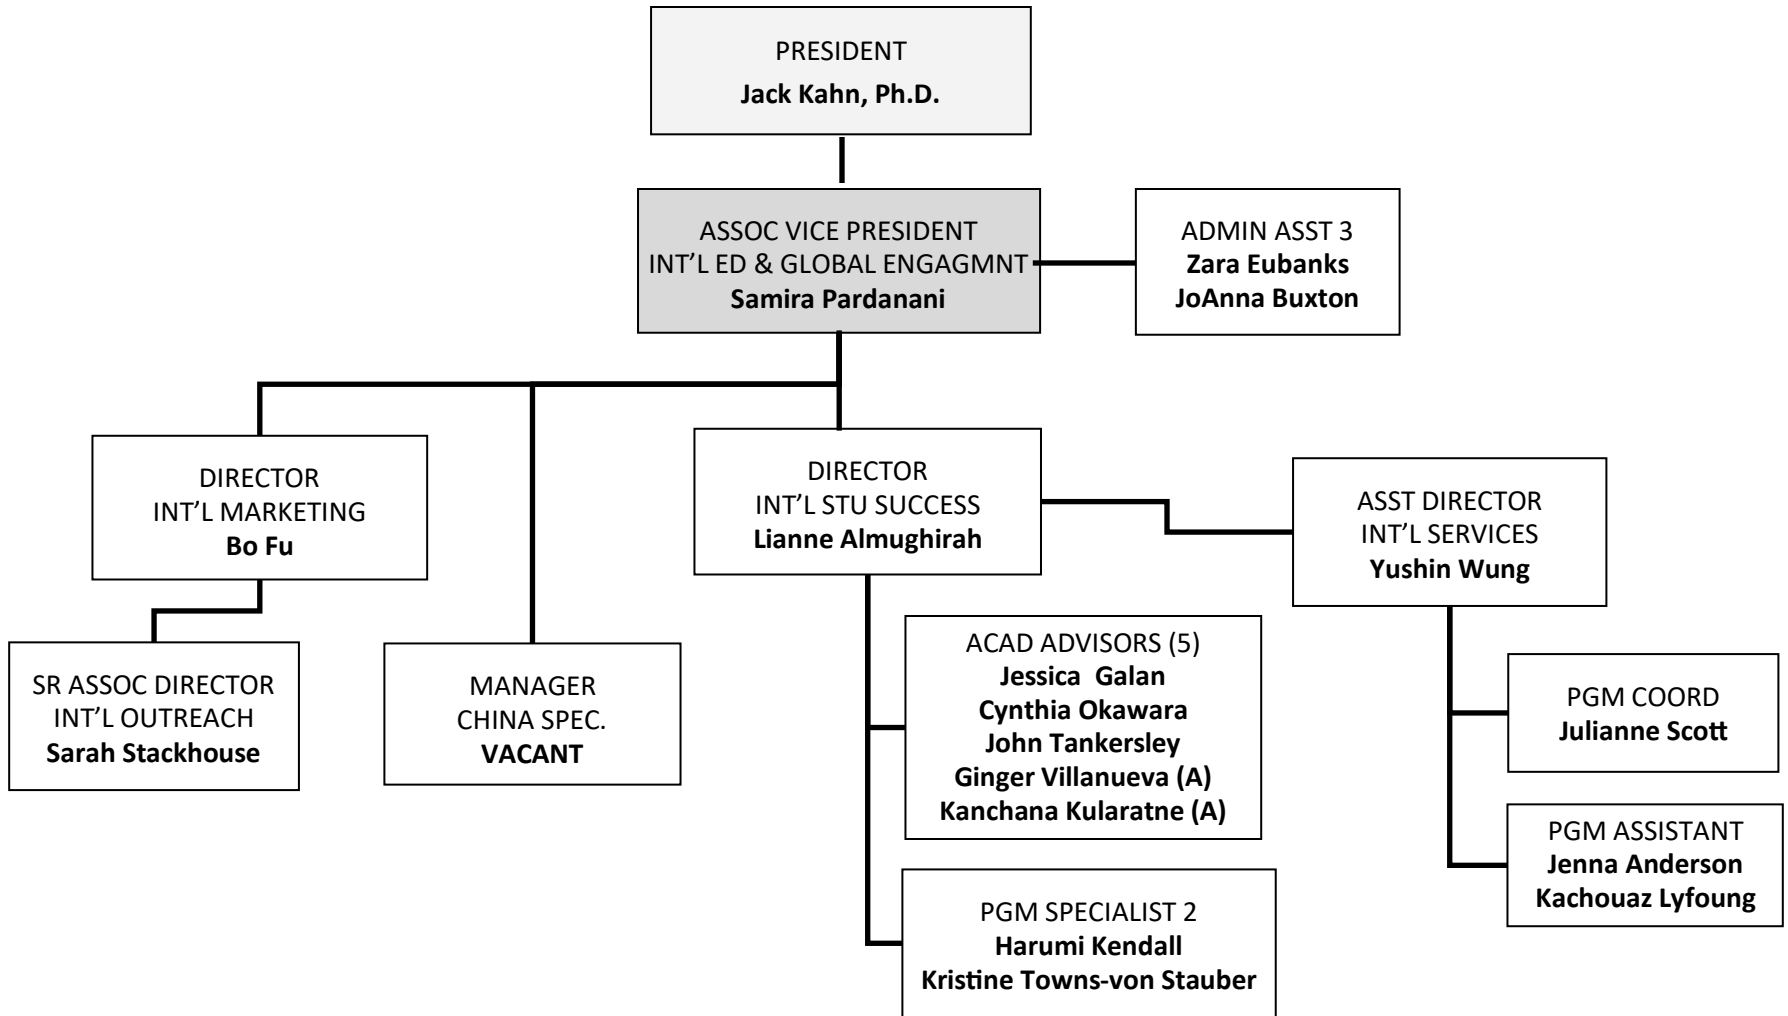 PRESIDENT
Jack Kahn, Ph.D.
ASSOC VICE PRESIDENT
INT’L ED & GLOBAL ENGAGMNT
Samira Pardanani
ADMIN ASST 3
Zara Eubanks
JoAnna Buxton
DIRECTOR
INT’L MARKETING
Bo Fu
SR ASSOC DIRECTOR
INT’L OUTREACH
Sarah Stackhouse
MANAGER
CHINA SPEC.
VACANT
DIRECTOR
INT’L STU SUCCESS
Lianne Almughirah
ACAD ADVISORS (5)
Jessica  Galan
Cynthia Okawara
John Tankersley
Ginger Villanueva (A)
Kanchana Kularatne (A)
PGM SPECIALIST 2
Harumi Kendall
Kristine Towns-von Stauber
ASST DIRECTOR
INT’L SERVICES
Yushin Wung
PGM COORD
Julianne Scott
PGM ASSISTANT
Jenna Anderson
Kachouaz Lyfoung